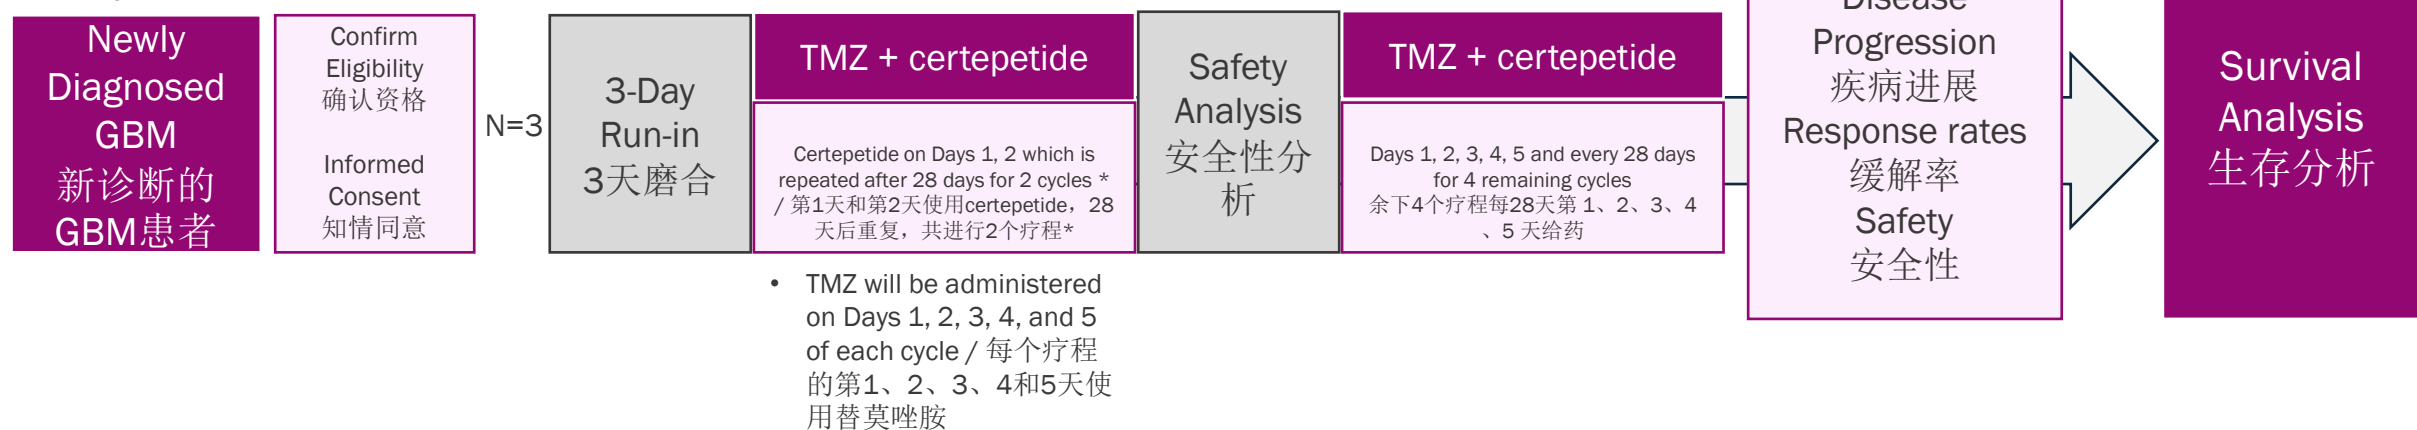 Newly
Diagnosed
GBM
新诊断的
GBM患者
Confirm
Eligibility
确认资格
Informed
Consent
知情同意
N=3
3-Day
Run-in
3天磨合
TMZ + certepetide
Certepetide on Days 1, 2 which is
repeated after 28 days for 2 cycles *
/ 第1天和第2天使用certepetide，28
天后重复，共进行2个疗程*
• TMZ will be administered
on Days 1, 2, 3, 4, and 5
of each cycle / 每个疗程
的第1、2、3、4和5天使
用替莫唑胺
Safety
Analysis
安全性分
析
TMZ + certepetide
Days 1, 2, 3, 4, 5 and every 28 days
for 4 remaining cycles
余下4个疗程每28天第 1、2、3、4
、5 天给药
Disease
Progression
疾病进展
Response rates
缓解率
Safety
安全性
Survival
Analysis
生存分析